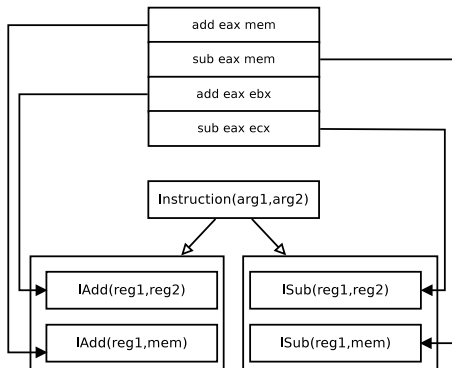 add eax mem
sub eax mem
add eax ebx
sub eax ecx
Instruction(arg1,arg2)
IAdd(reg1,reg2)
ISub(reg1,reg2)
IAdd(reg1,mem)
ISub(reg1,mem)